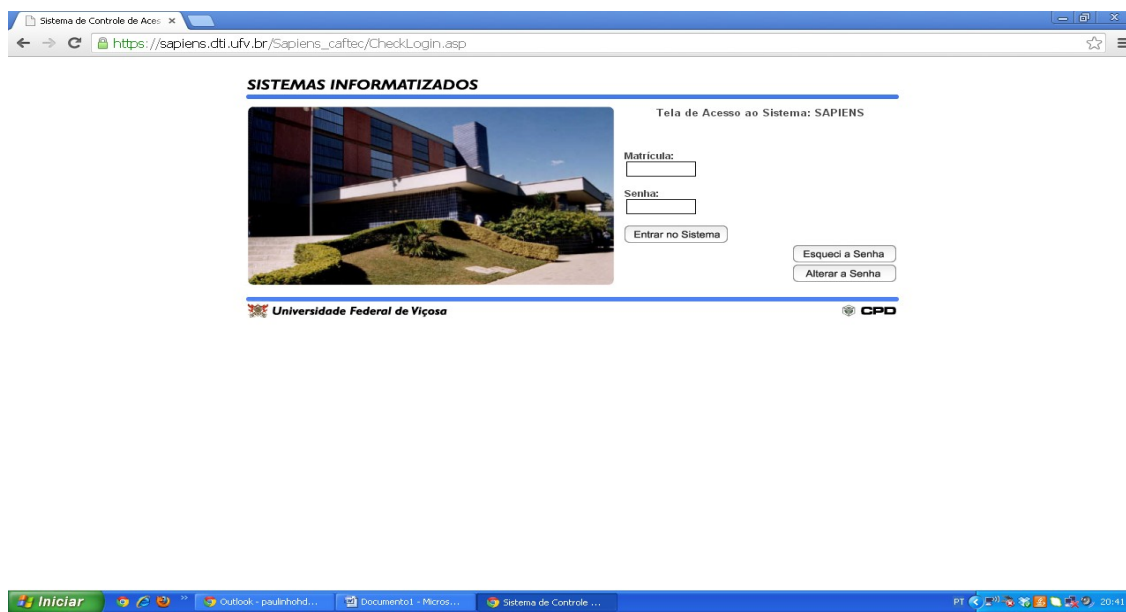 Sistema de Controle de Aces
https://sapiens.dti.ufv.br/Sapiens_caftec/CheckLogin.asp
SISTEMAS INFORMATIZADOS
Tela de Acesso ao Sistema: SAPIENS
Matrícula:
Senha:
Entrar no Sistema
Esqueci a Senha
Alterar a Senha
Universidade Federal de Viçosa
CPD
Iniciar
Outlook - paulinhohd...
Documento1 - Micros...
Sistema de Controle ...
PT
20:41